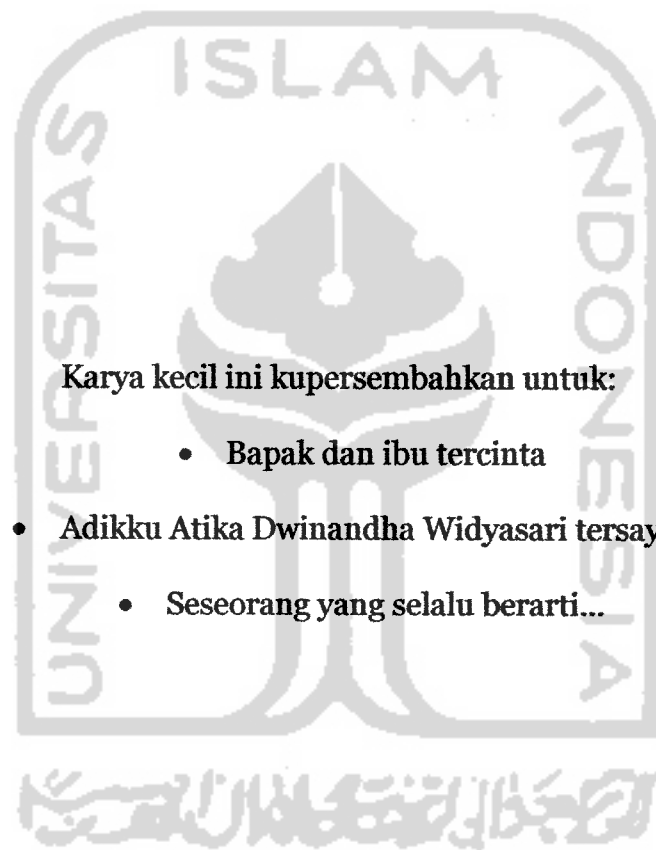 ISLAM
UNIVERSITAS
INDONESIA
Karya kecil ini kupersembahkan untuk:
• Bapak dan ibu tercinta
• Adikku Atika Dwinandha Widyasari tersay
• Seseorang yang selalu berarti...